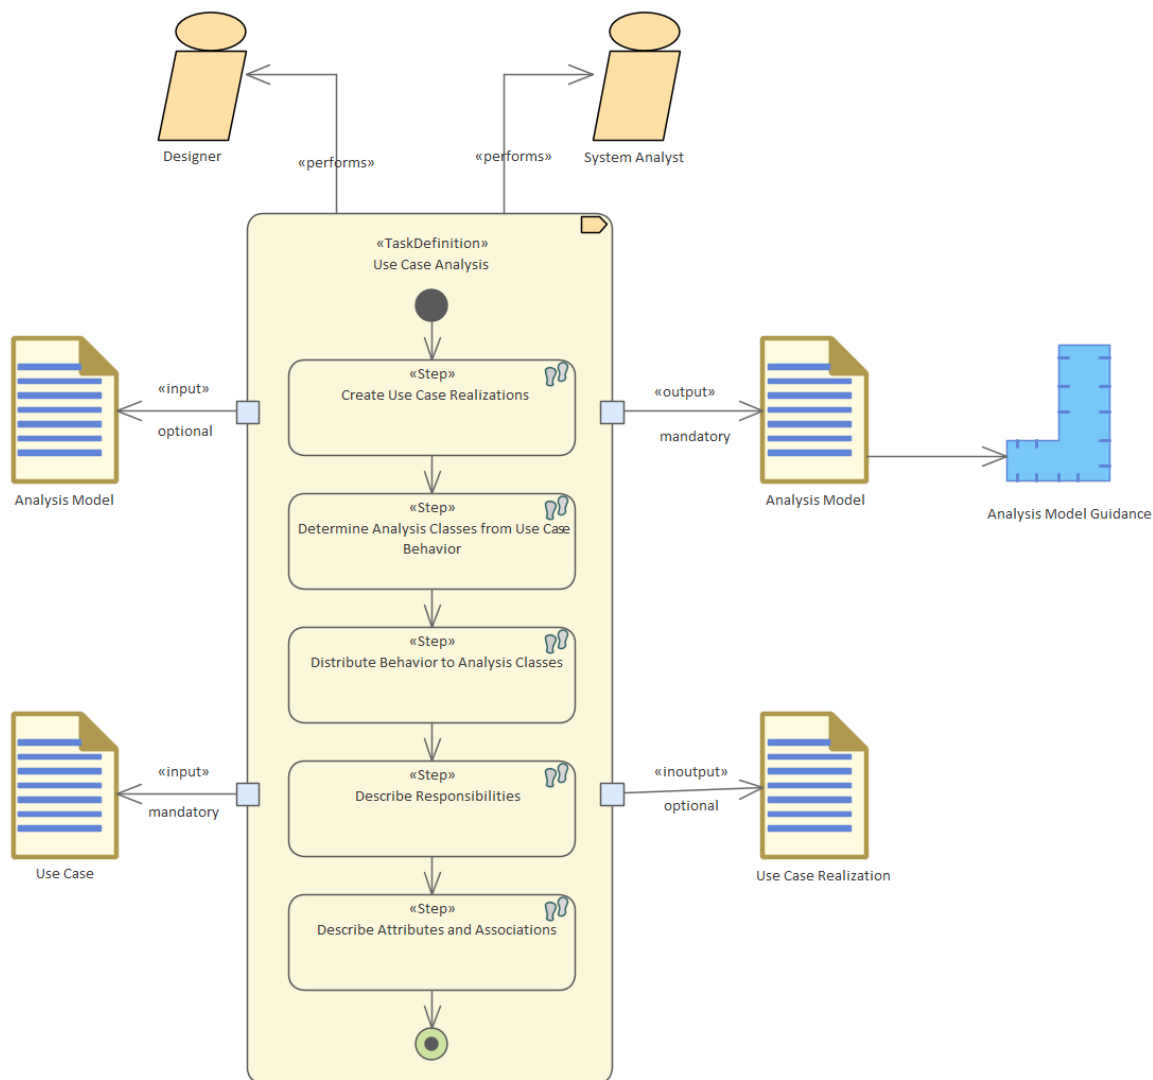 Designer
System Analyst
«performs»
«performs»
«TaskDefinition»
Use Case Analysis
«Step»
Create Use Case Realizations
«input»
optional
Analysis Model
«output»
mandatory
Analysis Model
Analysis Model Guidance
«Step»
Determine Analysis Classes from Use Case
Behavior
«Step»
Distribute Behavior to Analysis Classes
«Step»
Describe Responsibilities
«input»
mandatory
Use Case
«inoutput»
optional
Use Case Realization
«Step»
Describe Attributes and Associations